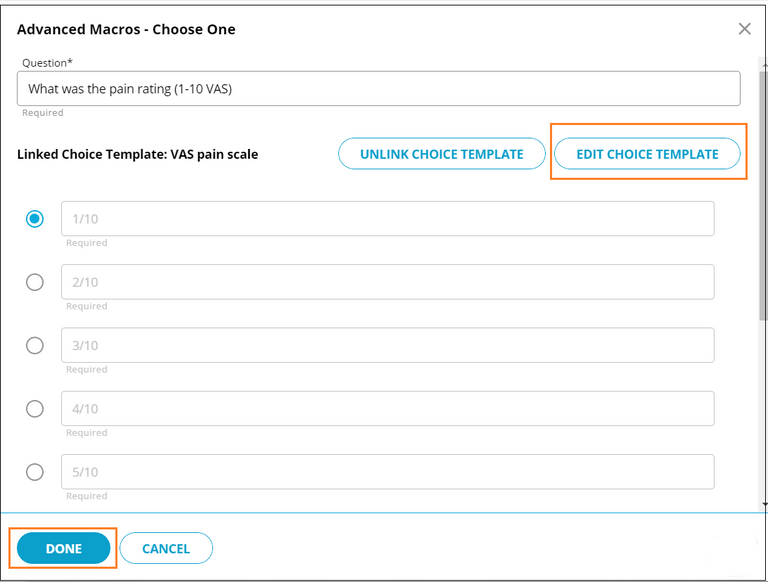 Advanced Macros - Choose One
Question*
What was the pain rating (1-10 VAS)
Required
Linked Choice Template: VAS pain scale
UNLINK CHOICE TEMPLATE
EDIT CHOICE TEMPLATE
1/10
Required
2/10
Required
3/10
Required
4/10
Required
5/10
Required
DONE
CANCEL